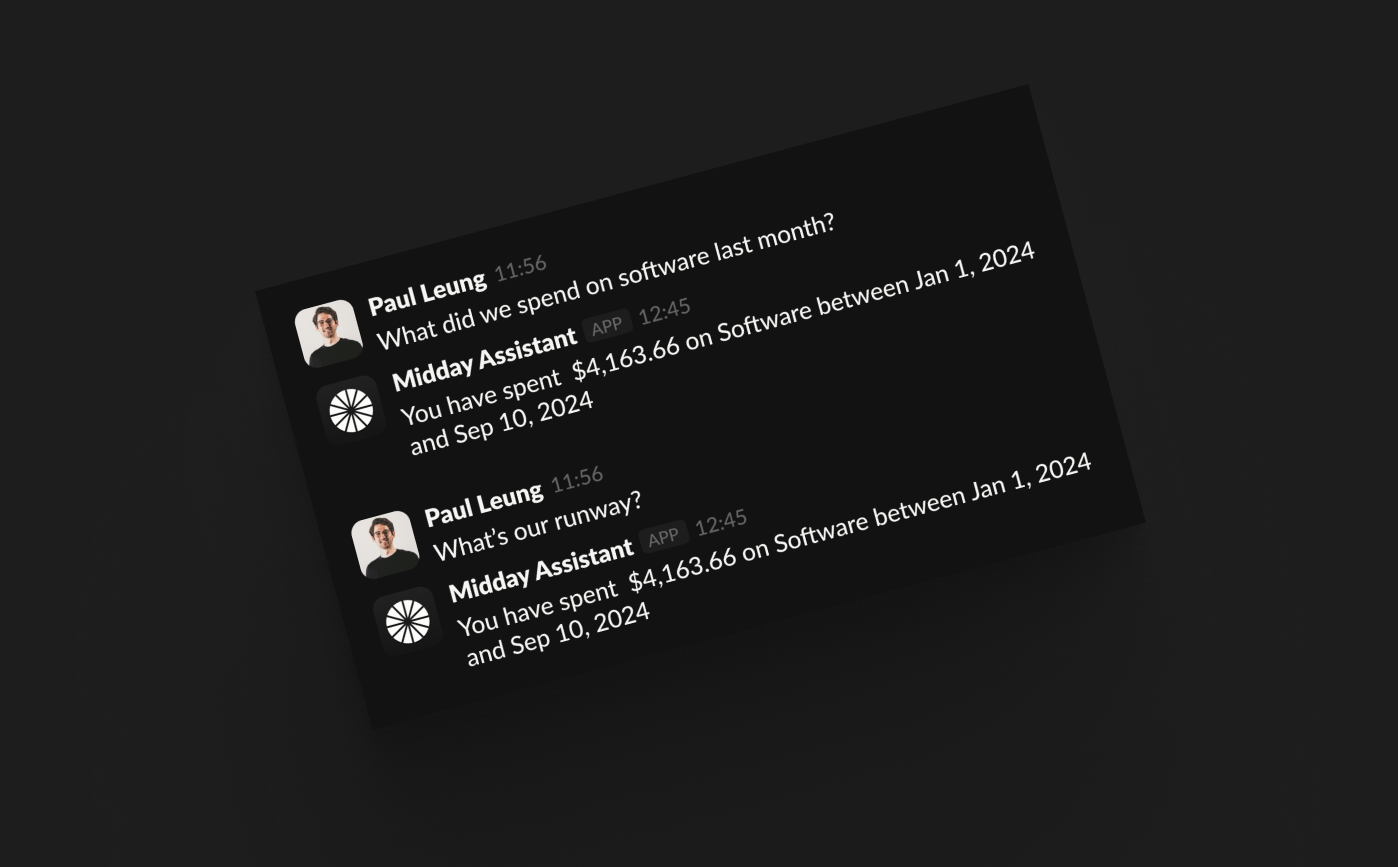 Paul Leung 11:56
What did we spend on software last month?
Midday Assistant APP 12:45
You have spent $4,163.66 on Software between Jan 1, 2024
and Sep 10, 2024
Paul Leung 11:56
What’s our runway?
Midday Assistant APP 12:45
You have spent $4,163.66 on Software between Jan 1, 2024
and Sep 10, 2024